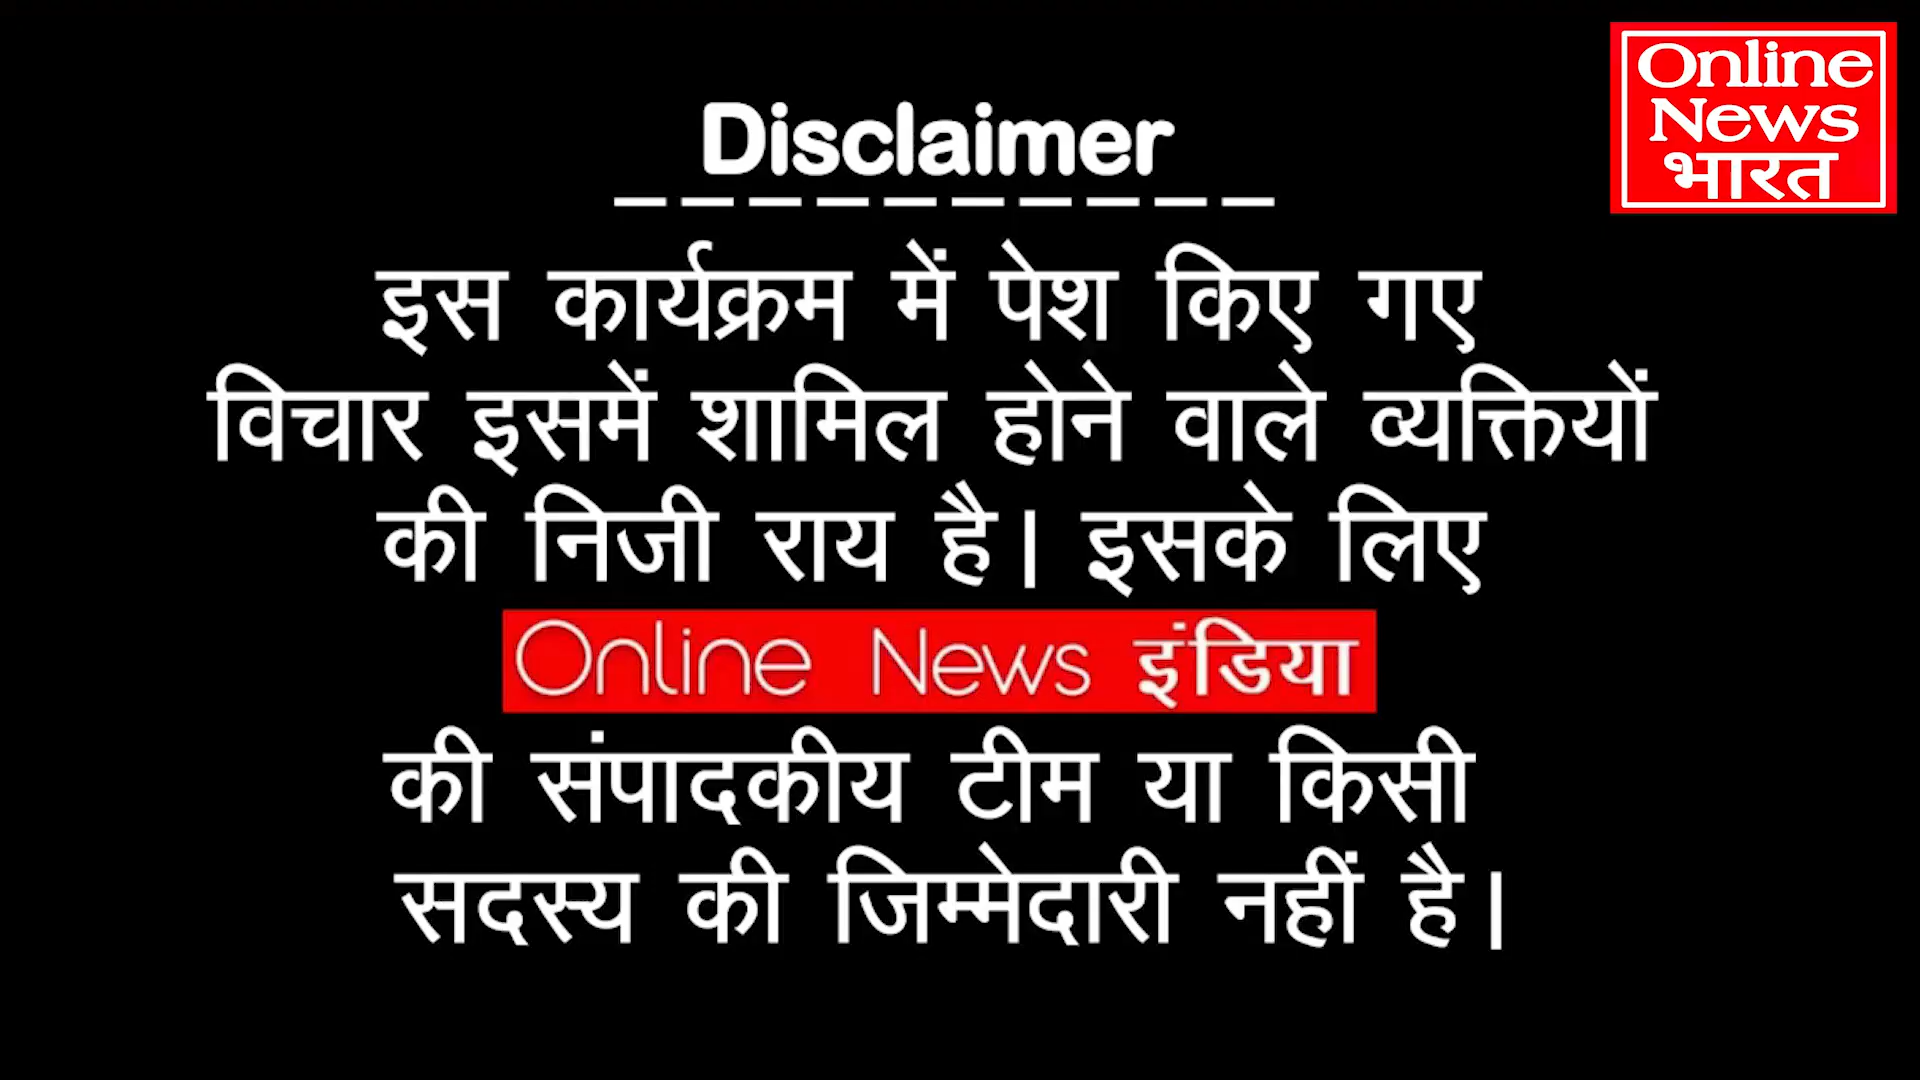 Online
News
भारत
Disclaimer
इस कार्यक्रम में पेश किए गए
विचार इसमें शामिल होने वाले व्यक्तियों
की निजी राय है। इसके लिए
Online News इंडिया
की संपादकीय टीम या किसी
सदस्य की जिम्मेदारी नहीं है।